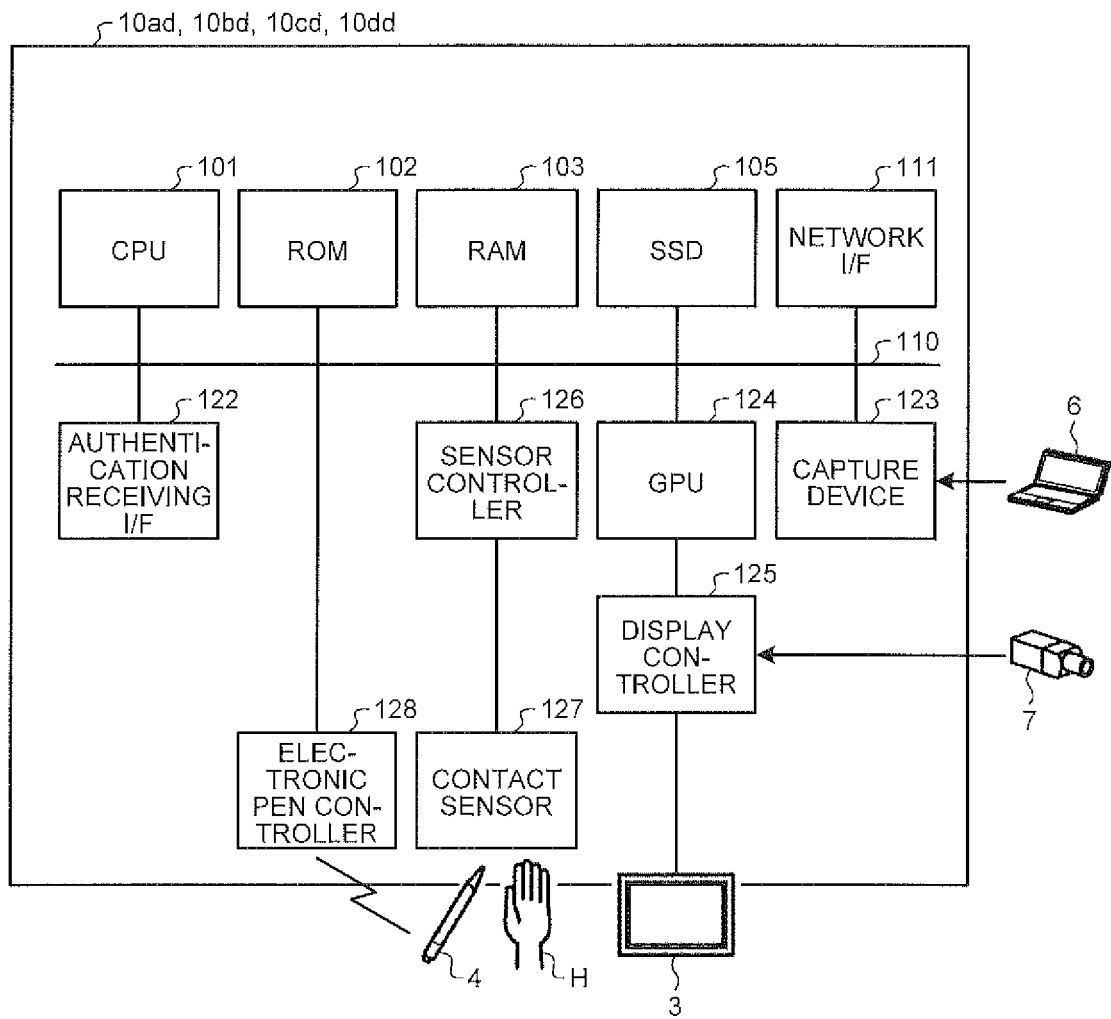 10ad, 10bd, 10cd, 10dd
101
102
103
105
111
CPU
ROM
RAM
SSD
NETWORK
I/F
110
122
126
124
123
6
AUTHENTI-
CATION
RECEIVING
I/F
SENSOR
CONTROL-
LER
GPU
CAPTURE
DEVICE
125
DISPLAY
CON-
TROLLER
7
128
127
ELEC-
TRONIC
PEN CON-
TROLLER
CONTACT
SENSOR
4
H
3